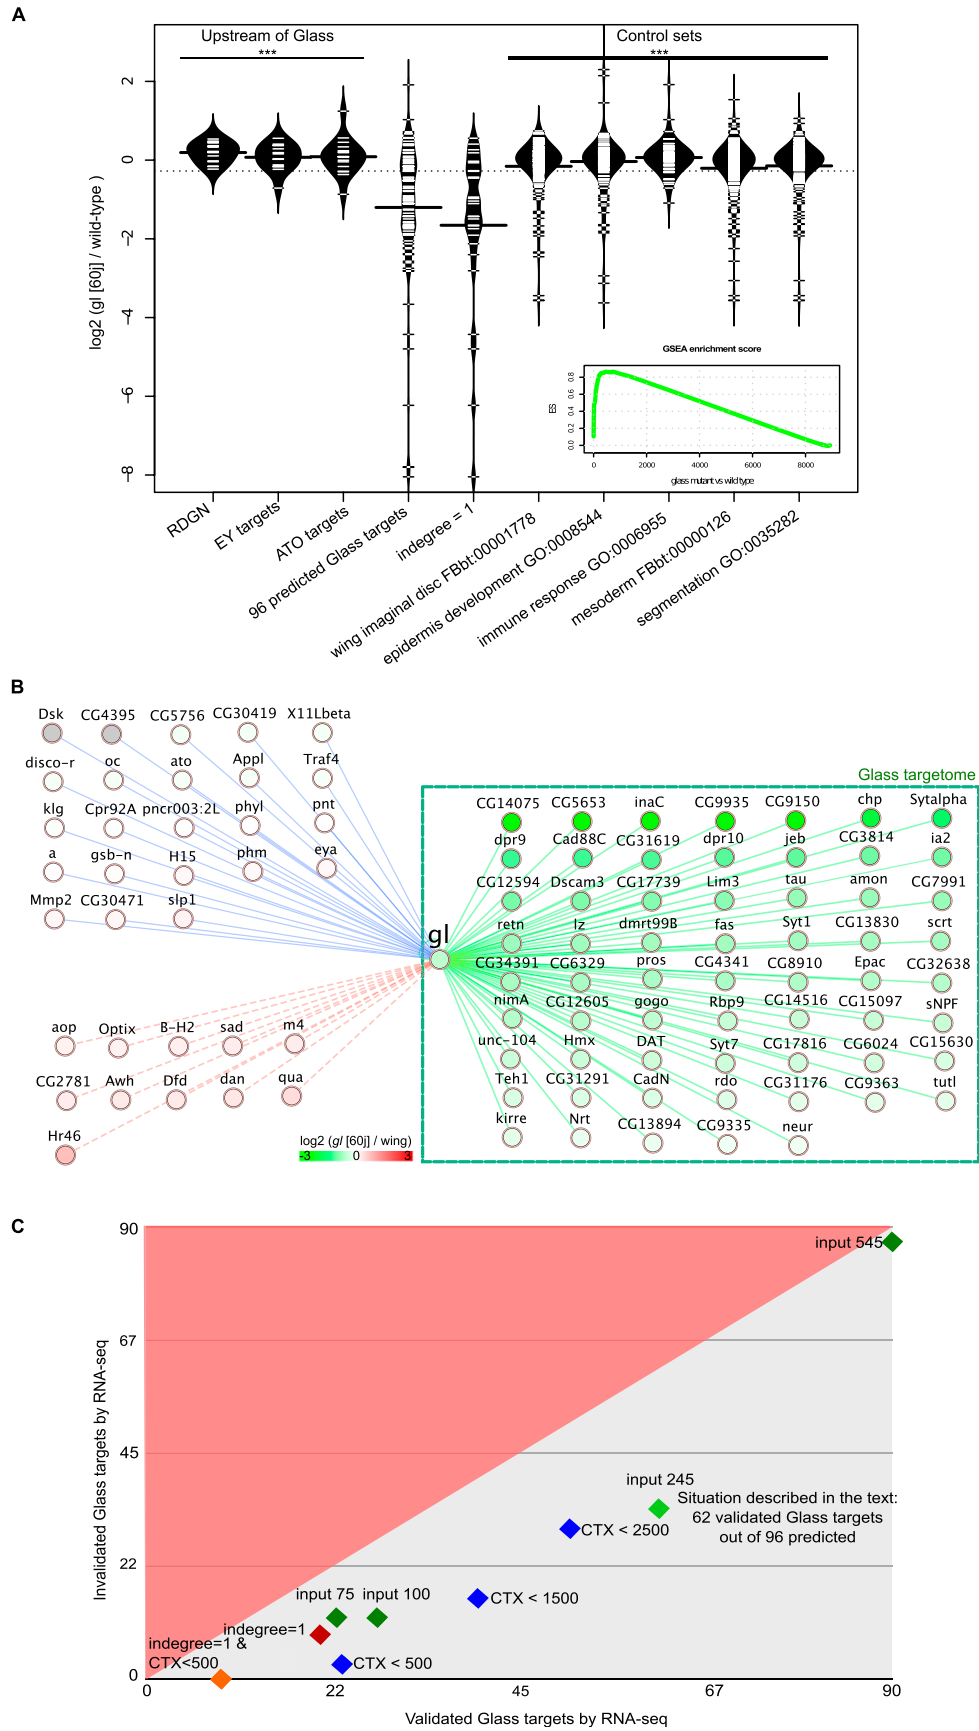 A
Upstream of Glass
***
Control sets
***
log2 (gl [60j] / wild-type )
2
0
−2
−4
−6
−8
GSEA enrichment score
ES
0.8
0.6
0.4
0.2
0.0
0
2000
4000
6000
8000
glass mutant vs wild type
RDGN
EY targets
ATO targets
96 predicted Glass targets
indegree = 1
wing imaginal disc FBbt:00001778
epidermis development GO:0008544
immune response GO:0006955
mesoderm FBbt:00000126
segmentation GO:0035282
B
Dsk CG4395 CG5756 CG30419 X11Lbeta
disco-r oc ato Appl Traf4
klg Cpr92A pncr003:2L phyl pnt
a gsb-n H15 phm eya
Mmp2 CG30471 slp1
gl
aop Optix B-H2 sad m4
CG2781 Awh Dfd dan qua
Hr46
log2 (gl [60j] / wing)
-3 0 3
Glass targetome
CG14075 CG5653 inaC CG9935 CG9150 chp Sytalpha
dpr9 Cad88C CG31619 dpr10 jeb CG3814 ia2
CG12594 Dscam3 CG17739 Lim3 tau amon CG7991
retn lz dmrt99B fas Syt1 CG13830 scrt
CG34391 CG6329 pros CG4341 CG8910 Epac CG32638
nimA CG12605 gogo Rbp9 CG14516 CG15097 sNPF
unc-104 Hmx DAT Syt7 CG17816 CG6024 CG15630
Teh1 CG31291 CadN rdo CG31176 CG9363 tutl
kirre Nrt CG13894 CG9335 neur
C
Invalidated Glass targets by RNA-seq
90
67
45
22
0
input 545
input 245
Situation described in the text:
62 validated Glass targets
out of 96 predicted
CTX < 2500
CTX < 1500
input 75 input 100
indegree=1
indegree=1 &
CTX<500
CTX < 500
0 22 45 67 90
Validated Glass targets by RNA-seq